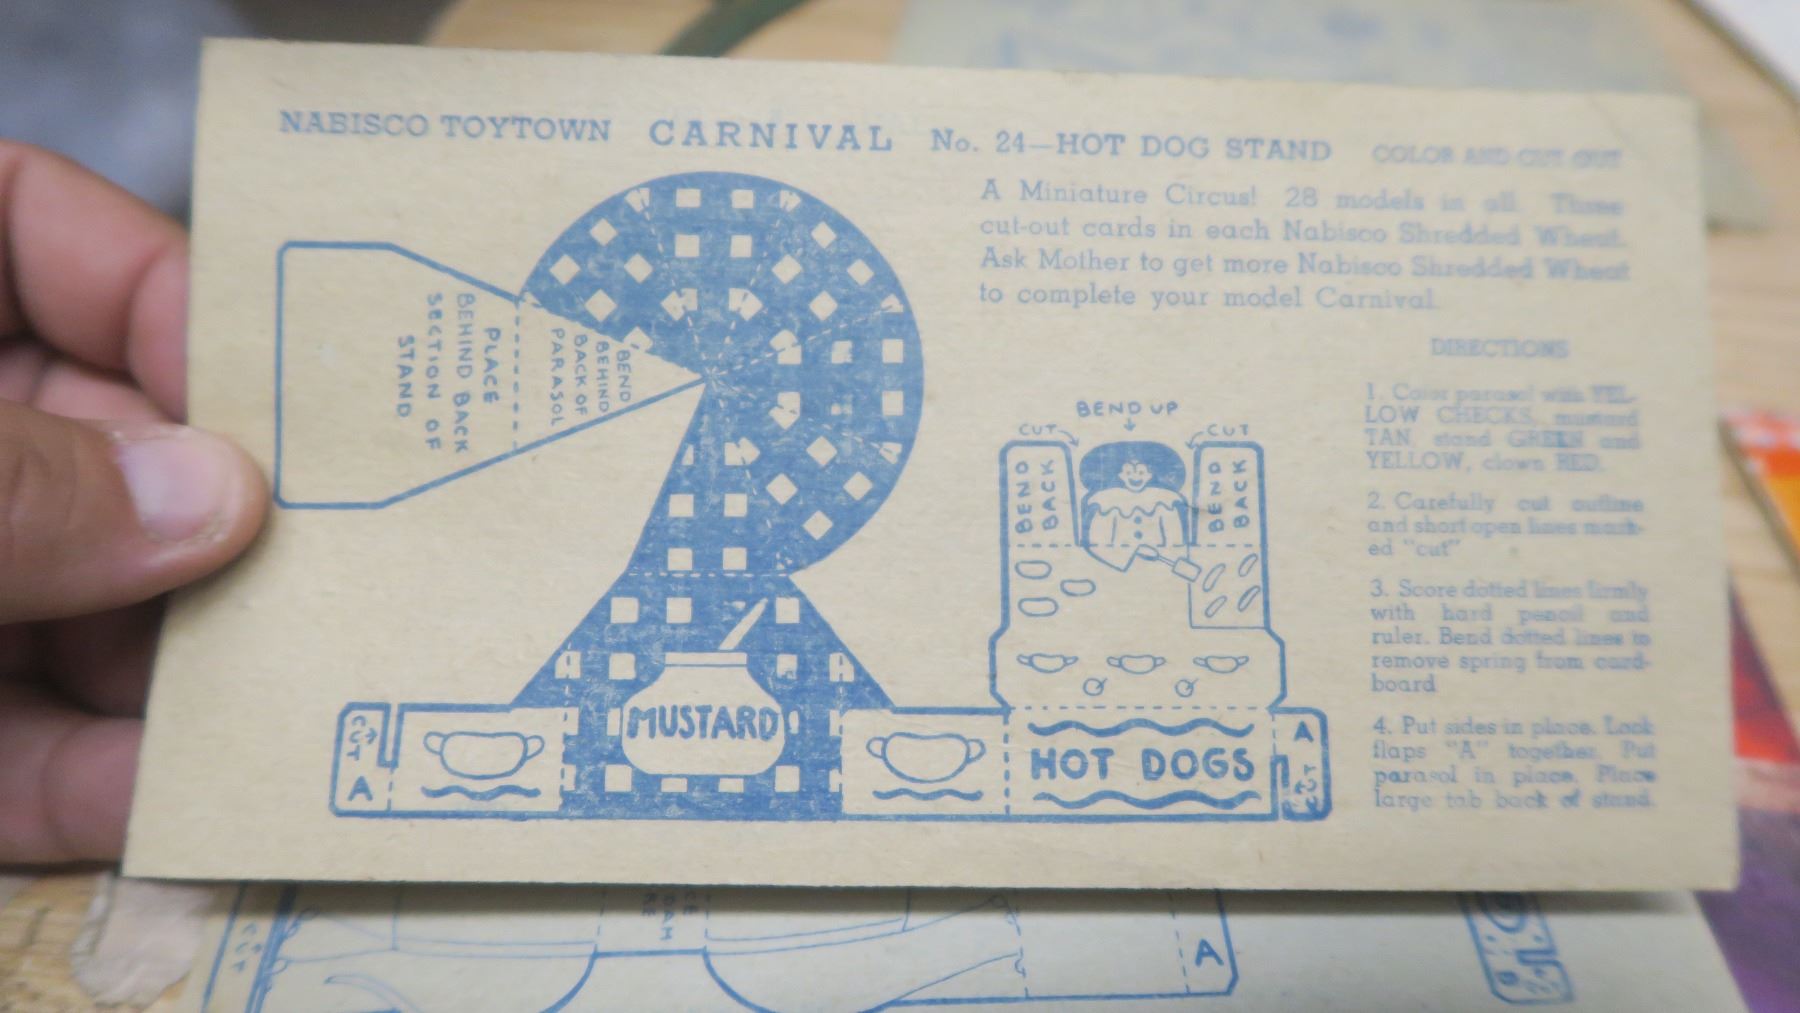 NABISCO TOYTOWN CARNIVAL No. 24—HOT DOG STAND COLOR AND CUT OUT
A Miniature Circus! 28 models in all. Three
cut-out cards in each Nabisco Shredded Wheat.
Ask Mother to get more Nabisco Shredded Wheat
to complete your model Carnival.
PLACE
BEHIND BACK
SECTION OF
STAND
BEND
BEHIND
BACK OF
PARASOL
BEND UP
CUT
CUT
BEND
BACK
BEND
BACK
DIRECTIONS
1. Color parasol with YEL-
LOW CHECKS, mustard
TAN, stand GREEN and
YELLOW, clown RED.
2. Carefully cut outline
and short open lines mark-
ed "cut"
3. Score dotted lines firmly
with hard pencil and
ruler. Bend dotted lines to
remove spring from card-
board
4. Put sides in place. Lock
flaps "A" together. Put
parasol in place. Place
large tab back of stand.
CUT
A
MUSTARD
HOT DOGS
A
CUT
CUT
A